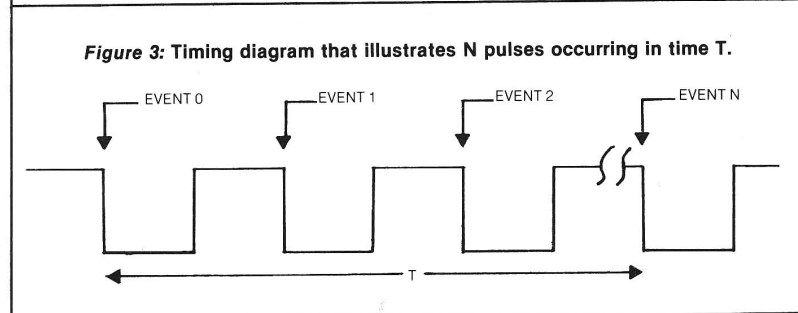 Figure 3: Timing diagram that illustrates N pulses occurring in time T.
EVENT 0 EVENT 1 EVENT 2 EVENT N
T